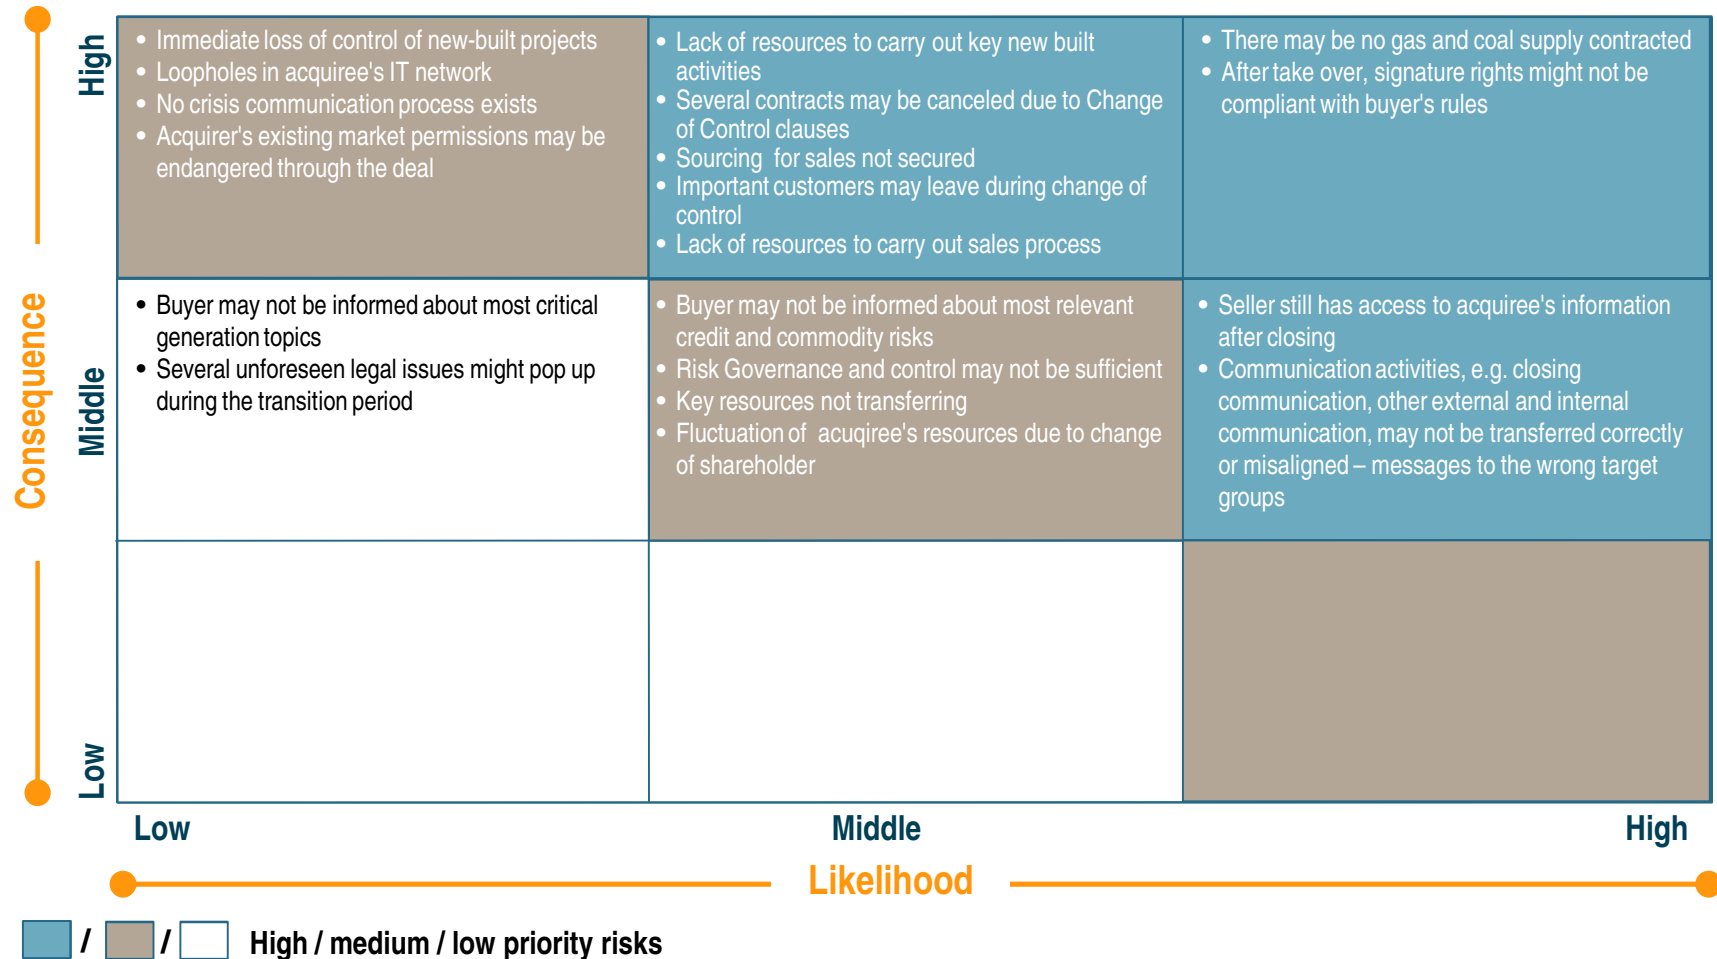 Consequence
High
• Immediate loss of control of new-built projects
• Loopholes in acquiree's IT network
• No crisis communication process exists
• Acquirer's existing market permissions may be
endangered through the deal
• Lack of resources to carry out key new built
activities
• Several contracts may be canceled due to Change
of Control clauses
• Sourcing for sales not secured
• Important customers may leave during change of
control
• Lack of resources to carry out sales process
• There may be no gas and coal supply contracted
• After take over, signature rights might not be
compliant with buyer's rules
Middle
• Buyer may not be informed about most critical
generation topics
• Several unforeseen legal issues might pop up
during the transition period
• Buyer may not be informed about most relevant
credit and commodity risks
• Risk Governance and control may not be sufficient
• Key resources not transferring
• Fluctuation of acuqiree's resources due to change
of shareholder
• Seller still has access to acquiree's information
after closing
• Communication activities, e.g. closing
communication, other external and internal
communication, may not be transferred correctly
or misaligned – messages to the wrong target
groups
Low
Low
Middle
High
Likelihood
/ / High / medium / low priority risks